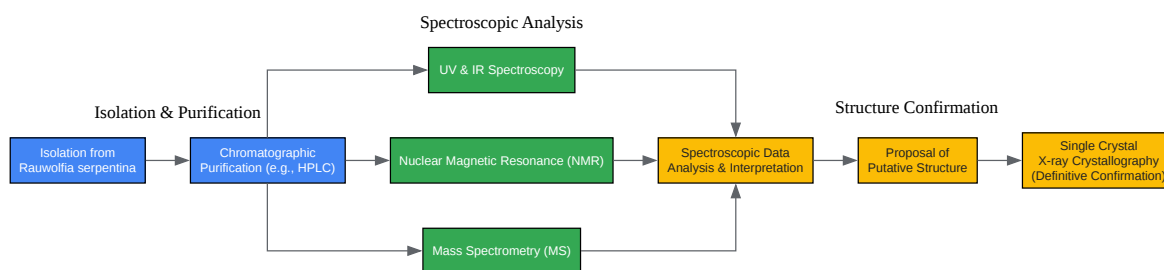 Spectroscopic Analysis
UV & IR Spectroscopy
Isolation & Purification
Structure Confirmation
Isolation from
Rauwolfia serpentina
Chromatographic
Purification (e.g., HPLC)
Nuclear Magnetic Resonance (NMR)
Spectroscopic Data
Analysis & Interpretation
Proposal of
Putative Structure
Single Crystal
X-ray Crystallography
(Definitive Confirmation)
Mass Spectrometry (MS)